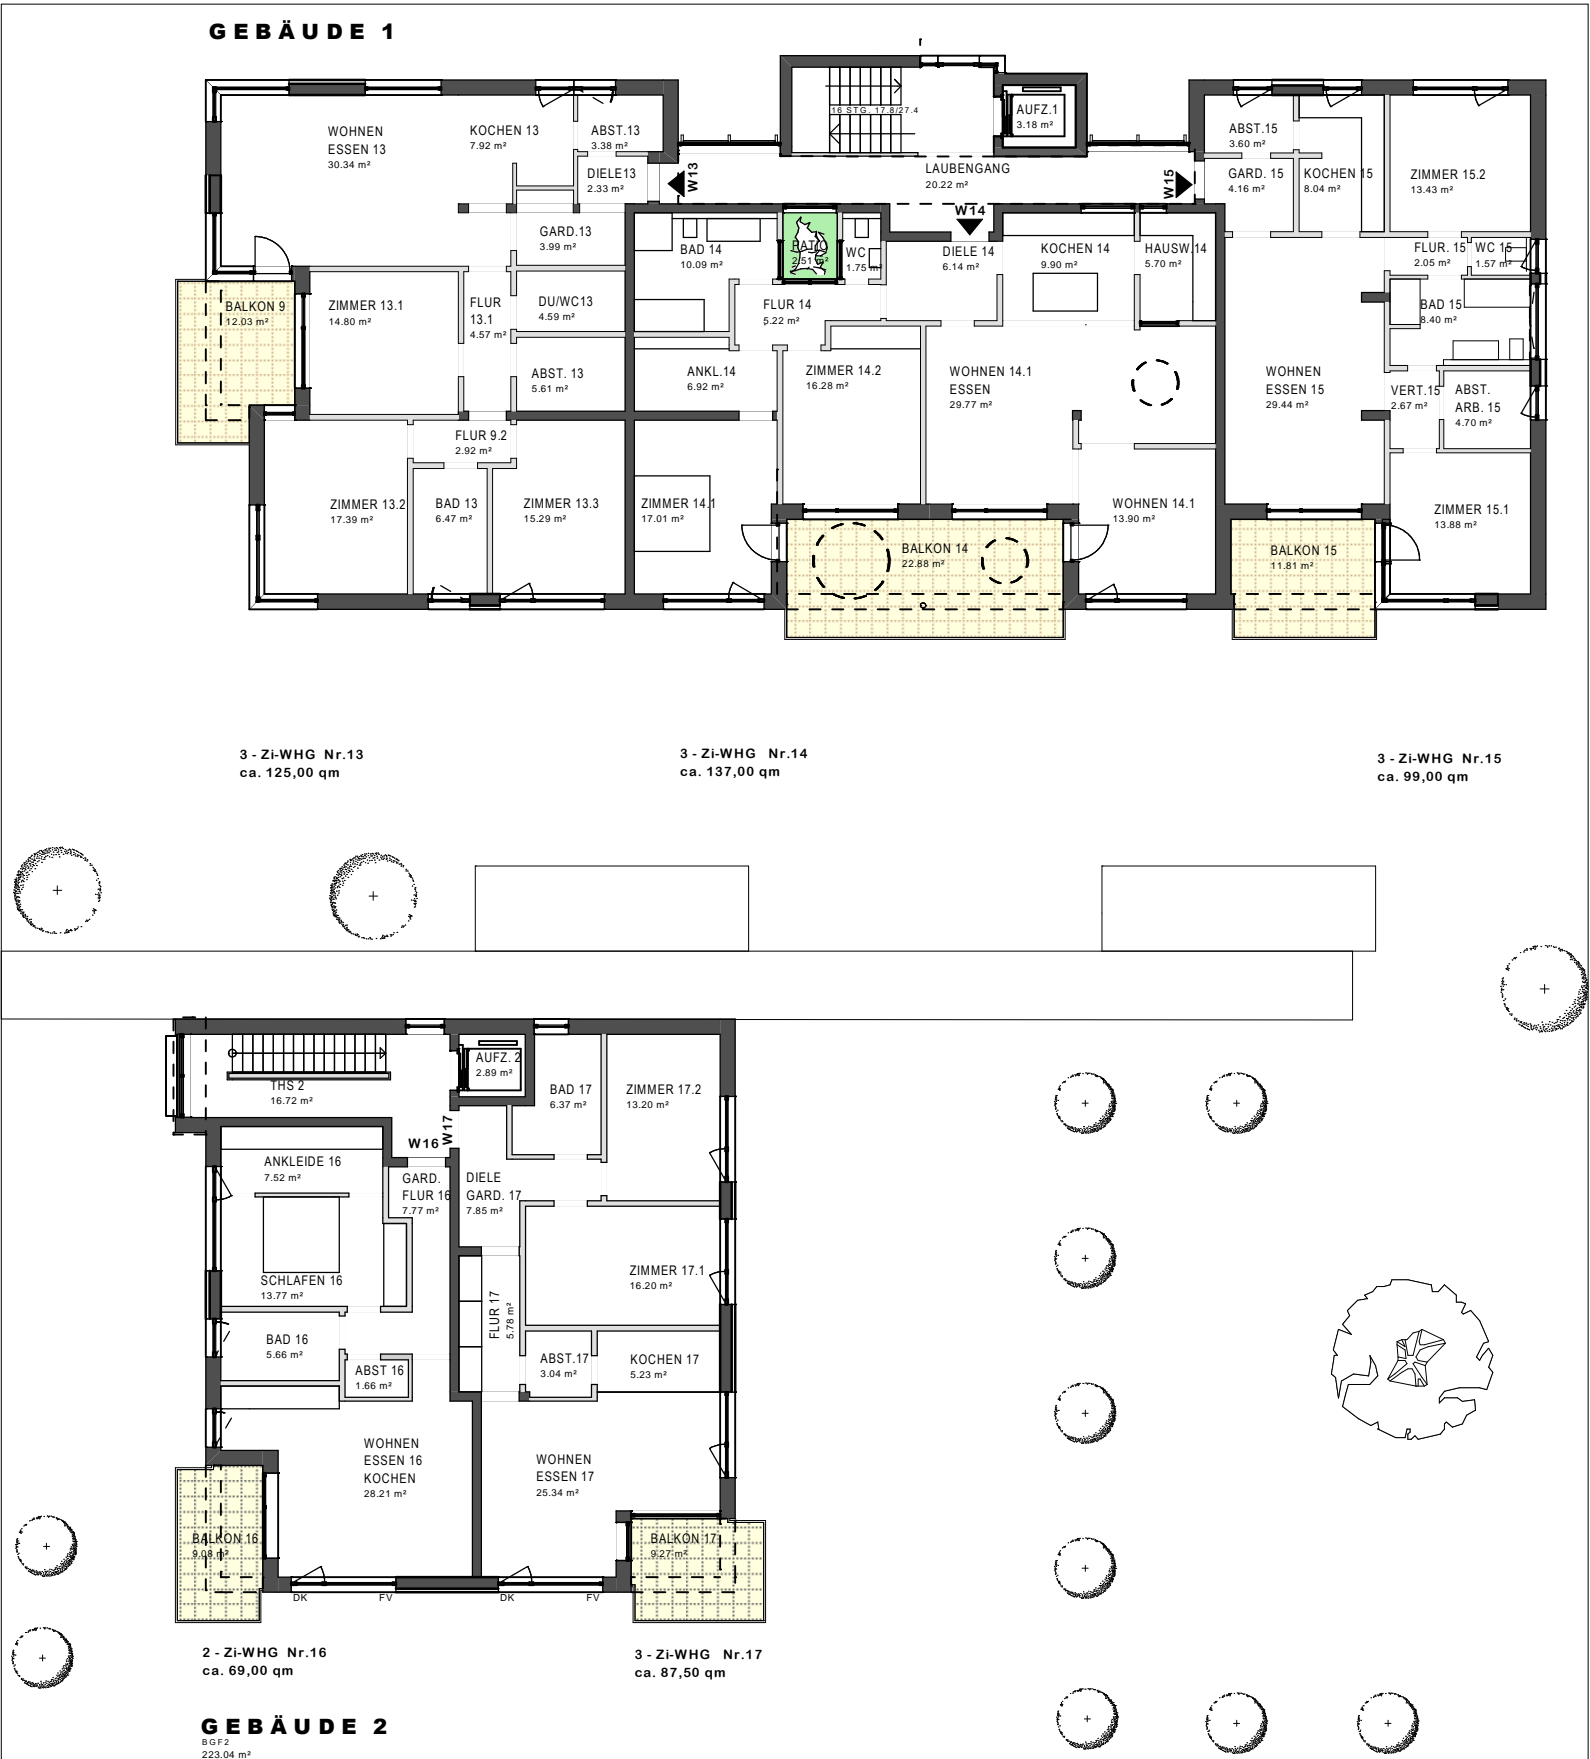 GEBÄUDE 1
WOHNEN
ESSEN 13
30.34 m²
KOCHEN 13
7.92 m²
ABST.13
3.38 m²
DIELE13
2.33 m²
W13
16 STG. 17.8/27.4
AUFZ.1
3.18 m²
LAUBENGANG
20.22 m²
W14
W15
ABST.15
3.60 m²
GARD. 15
4.16 m²
KOCHEN 15
8.04 m²
ZIMMER 15.2
13.43 m²
GARD.13
3.99 m²
BAD 14
10.09 m²
PATIO
2.51 m²
WC
1.75 m²
DIELE 14
6.14 m²
KOCHEN 14
9.90 m²
HAUSW.14
5.70 m²
FLUR. 15
2.05 m²
WC 15
1.57 m²
BALKON 9
12.03 m²
ZIMMER 13.1
14.80 m²
FLUR
13.1
4.57 m²
DU/WC13
4.59 m²
FLUR 14
5.22 m²
BAD 15
8.40 m²
ABST. 13
5.61 m²
ANKL.14
6.92 m²
ZIMMER 14.2
16.28 m²
WOHNEN 14.1
ESSEN
29.77 m²
WOHNEN
ESSEN 15
29.44 m²
VERT.15
2.67 m²
ABST.
ARB. 15
4.70 m²
FLUR 9.2
2.92 m²
ZIMMER 13.2
17.39 m²
BAD 13
6.47 m²
ZIMMER 13.3
15.29 m²
ZIMMER 14.1
17.01 m²
WOHNEN 14.1
13.90 m²
ZIMMER 15.1
13.88 m²
BALKON 14
22.88 m²
BALKON 15
11.81 m²
3 - Zi-WHG Nr.13
ca. 125,00 qm
3 - Zi-WHG Nr.14
ca. 137,00 qm
3 - Zi-WHG Nr.15
ca. 99,00 qm
THS 2
16.72 m²
AUFZ. 2
2.89 m²
BAD 17
6.37 m²
ZIMMER 17.2
13.20 m²
W16
W17
ANKLEIDE 16
7.52 m²
GARD.
FLUR 16
7.77 m²
DIELE
GARD. 17
7.85 m²
SCHLAFEN 16
13.77 m²
ZIMMER 17.1
16.20 m²
FLUR 17
5.78 m²
BAD 16
5.66 m²
ABST 16
1.66 m²
ABST.17
3.04 m²
KOCHEN 17
5.23 m²
WOHNEN
ESSEN 16
KOCHEN
28.21 m²
WOHNEN
ESSEN 17
25.34 m²
BALKON 16
9.08 m²
BALKON 17
9.27 m²
DK
FV
DK
FV
2 - Zi-WHG Nr.16
ca. 69,00 qm
3 - Zi-WHG Nr.17
ca. 87,50 qm
GEBÄUDE 2
BGF2
223.04 m²